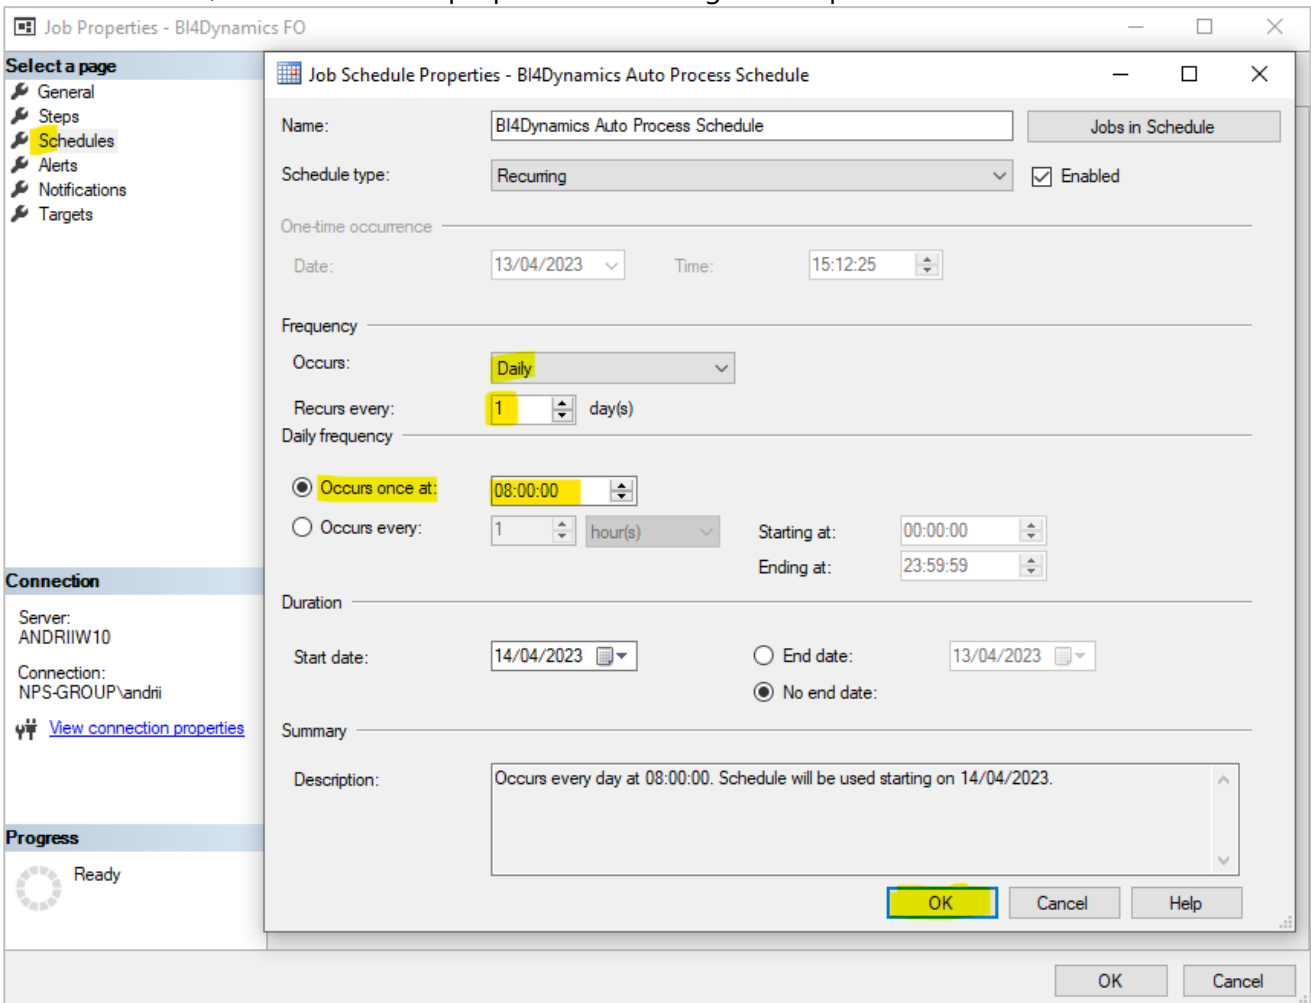 Job Properties - BI4Dynamics FO
Select a page
General
Steps
Schedules
Alerts
Notifications
Targets
Connection
Server:
ANDRIIW10
Connection:
NPS-GROUP\andrii
View connection properties
Progress
Ready
Job Schedule Properties - BI4Dynamics Auto Process Schedule
Name: BI4Dynamics Auto Process Schedule Jobs in Schedule
Schedule type: Recurring Enabled
One-time occurrence
Date: 13/04/2023 Time: 15:12:25
Frequency
Occurs: Daily
Recurs every: 1 day(s)
Daily frequency
Occurs once at: 08:00:00
Occurs every: 1 hour(s) Starting at: 00:00:00
Ending at: 23:59:59
Duration
Start date: 14/04/2023 End date: 13/04/2023
No end date:
Summary
Description: Occurs every day at 08:00:00. Schedule will be used starting on 14/04/2023.
OK Cancel Help
OK Cancel